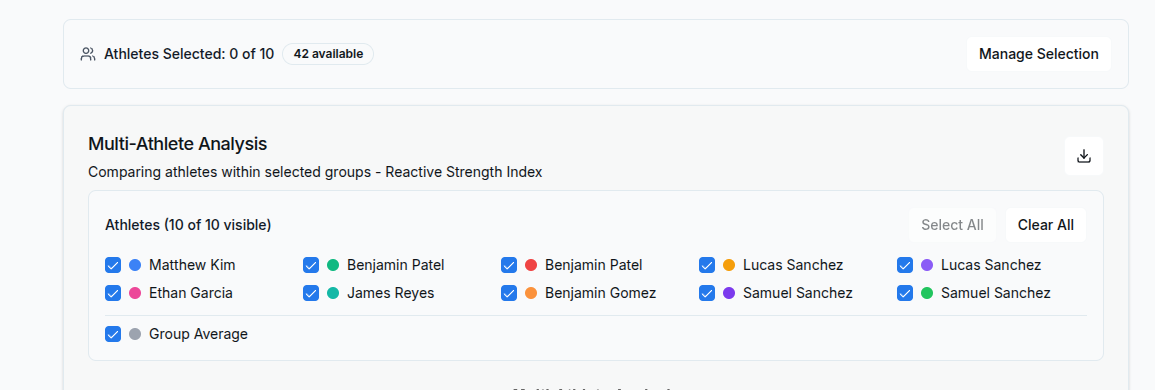 Athletes Selected: 0 of 10 42 available Manage Selection
Multi-Athlete Analysis
Comparing athletes within selected groups - Reactive Strength Index
Athletes (10 of 10 visible) Select All Clear All
Matthew Kim Benjamin Patel Benjamin Patel Lucas Sanchez Lucas Sanchez
Ethan Garcia James Reyes Benjamin Gomez Samuel Sanchez Samuel Sanchez
Group Average